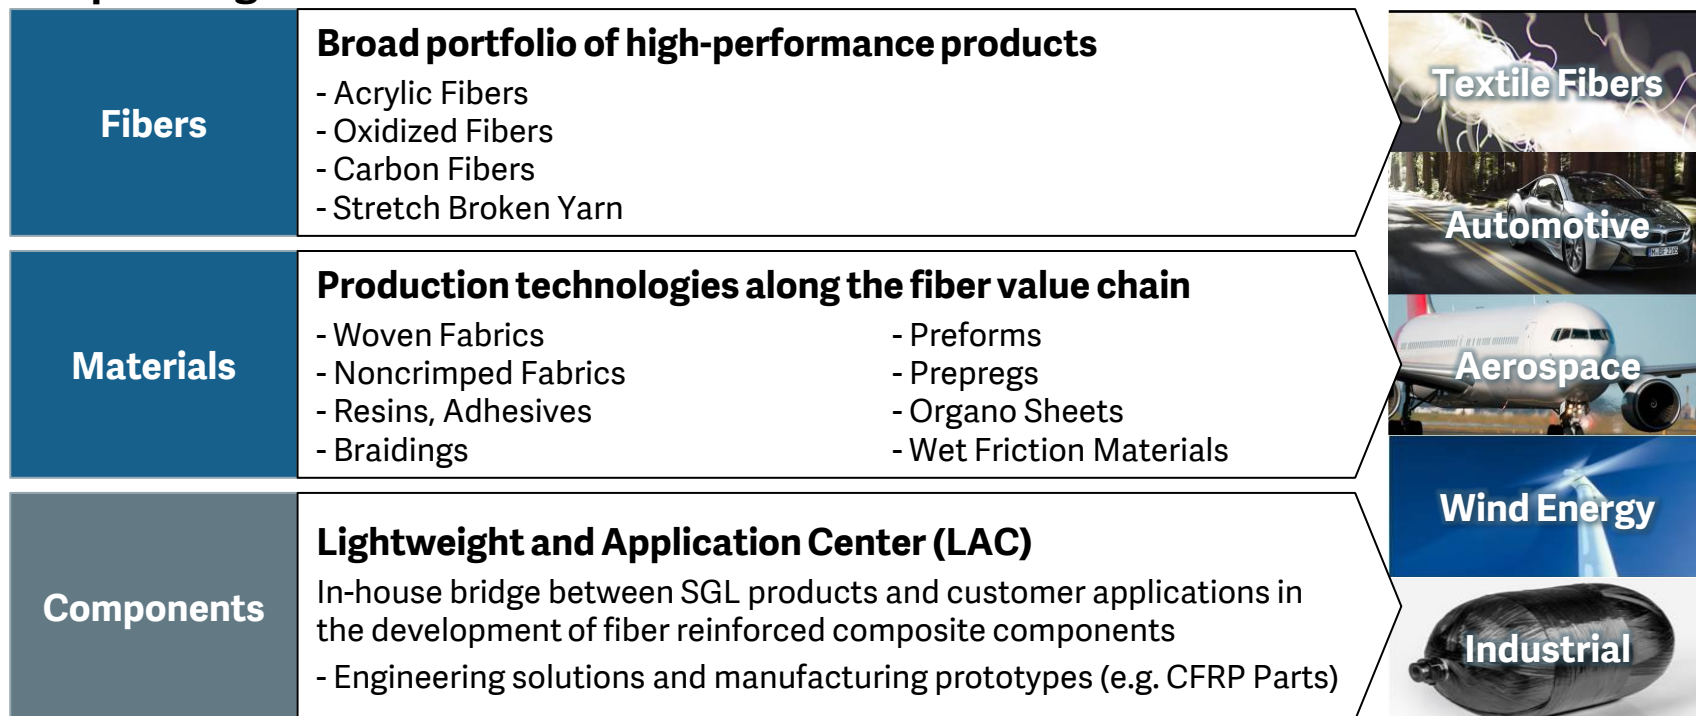 Fibers
Broad portfolio of high-performance products
- Acrylic Fibers
- Oxidized Fibers
- Carbon Fibers
- Stretch Broken Yarn
Materials
Production technologies along the fiber value chain
- Woven Fabrics
- Noncrimped Fabrics
- Resins, Adhesives
- Braidings
- Preforms
- Prepregs
- Organo Sheets
- Wet Friction Materials
Components
Lightweight and Application Center (LAC)
In-house bridge between SGL products and customer applications in
the development of fiber reinforced composite components
- Engineering solutions and manufacturing prototypes (e.g. CFRP Parts)
Textile Fibers
Automotive
Aerospace
Wind Energy
Industrial